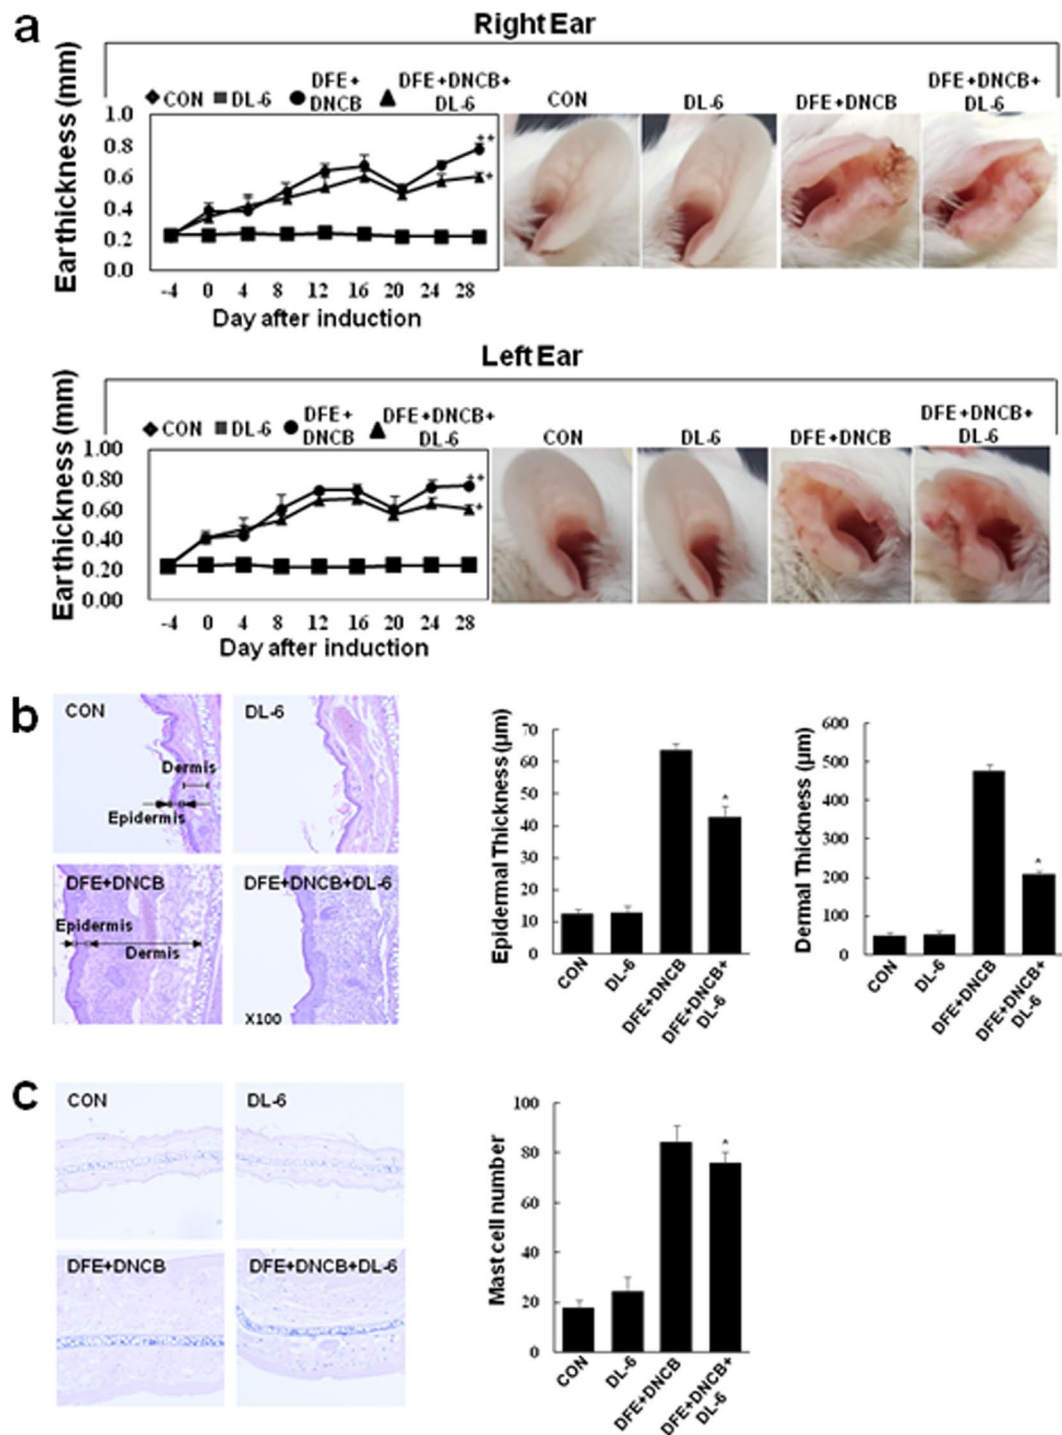 a
Right Ear
Earthickness (mm)
CON DL-6 DFE+ DNCB DFE+DNCB+ DL-6
1.0
0.8
0.6
0.4
0.2
0.0
-4 0 4 8 12 16 20 24 28
Day after induction
**
*
CON DL-6 DFE+DNCB DFE+DNCB+
DL-6
Left Ear
Earthickness (mm)
CON DL-6 DFE+ DNCB DFE+DNCB+ DL-6
1.00
0.80
0.60
0.40
0.20
0.00
-4 0 4 8 12 16 20 24 28
Day after induction
**
*
CON DL-6 DFE+DNCB DFE+DNCB+
DL-6
b
CON
Dermis
Epidermis
DL-6
DFE+DNCB
Epidermis
Dermis
DFE+DNCB+DL-6
X100
Epidermal Thickness (µm)
70
60
50
40
30
20
10
0
*
CON
DL-6
DFE+DNCB
DFE+DNCB+
DL-6
Dermal Thickness (µm)
600
500
400
300
200
100
0
*
CON
DL-6
DFE+DNCB
DFE+DNCB+
DL-6
c
CON
DL-6
DFE+DNCB
DFE+DNCB+DL-6
Mast cell number
100
80
60
40
20
0
*
CON
DL-6
DFE+DNCB
DFE+DNCB+
DL-6